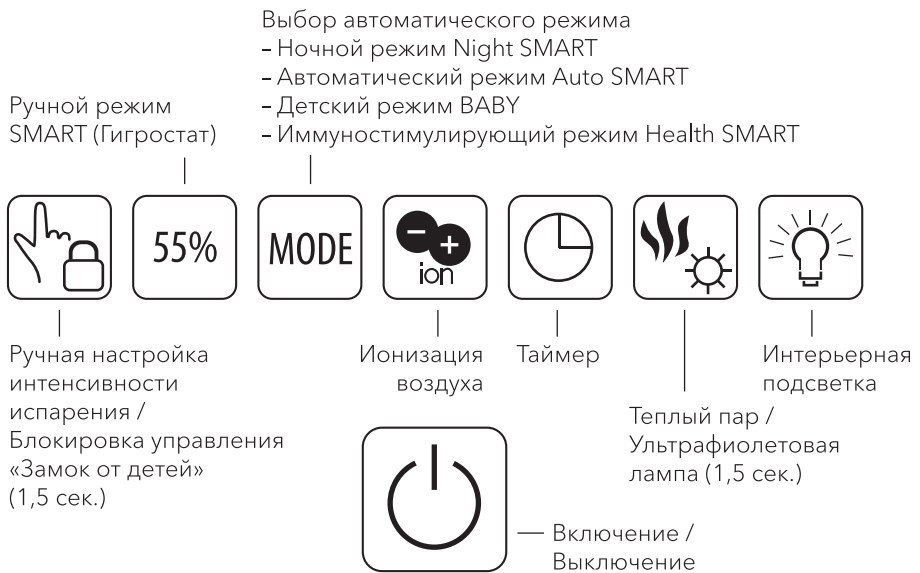 Выбор автоматического режима
– Ночной режим Night SMART
– Автоматический режим Auto SMART
– Детский режим BABY
– Иммуностимулирующий режим Health SMART
Ручной режим
SMART (Гигростат)
55%
MODE
ion
Ручная настройка
интенсивности
испарения /
Блокировка управления
«Замок от детей»
(1,5 сек.)
Ионизация
воздуха
Таймер
Теплый пар /
Ультрафиолетовая
лампа (1,5 сек.)
Интерьерная
подсветка
Включение /
Выключение